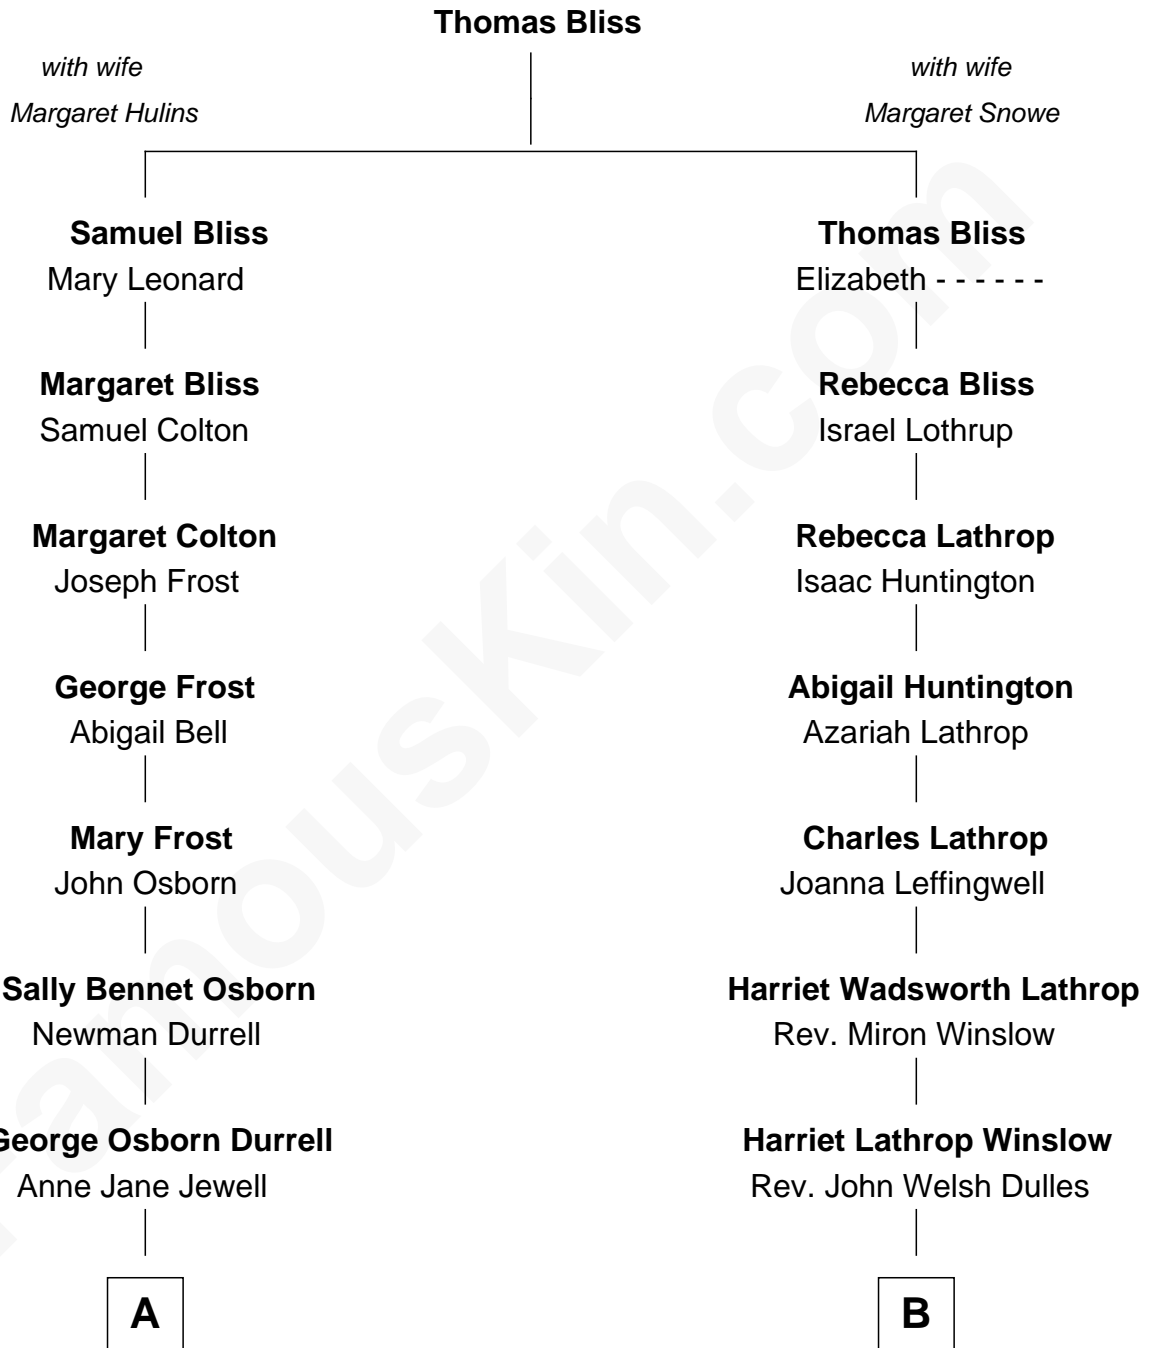 Thomas Bliss
with wife
Margaret Hulins
with wife
Margaret Snowe
Samuel Bliss
Mary Leonard
Thomas Bliss
Elizabeth - - - - - -
Margaret Bliss
Samuel Colton
Rebecca Bliss
Israel Lothrup
Margaret Colton
Joseph Frost
Rebecca Lathrop
Isaac Huntington
George Frost
Abigail Bell
Abigail Huntington
Azariah Lathrop
Mary Frost
John Osborn
Charles Lathrop
Joanna Leffingwell
Sally Bennet Osborn
Newman Durrell
Harriet Wadsworth Lathrop
Rev. Miron Winslow
George Osborn Durrell
Anne Jane Jewell
Harriet Lathrop Winslow
Rev. John Welsh Dulles
A
B
FamousKin.com